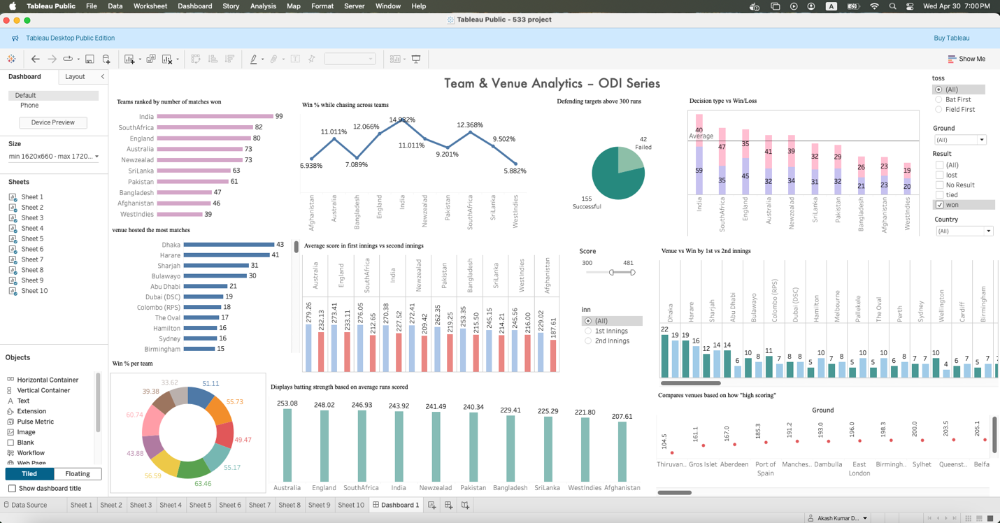 Tableau Public File Data Worksheet Dashboard Story Analysis Map Format Server Window Help
A
Wed Apr 30 7:00 PM
Tableau Public - 533 project
Tableau Desktop Public Edition
Buy Tableau
Show Me
Dashboard Layout
Default
Phone
Device Preview
Size
min 1620x660 - max 1720...
Sheets
Sheet 1
Sheet 2
Sheet 3
Sheet 4
Sheet 5
Sheet 6
Sheet 7
Sheet 8
Sheet 9
Sheet 10
Objects
Horizontal Container
Vertical Container
A Text
Extension
Pulse Metric
Image
Blank
Workflow
Web Page
Tiled Floating
Show dashboard title
Team & Venue Analytics – ODI Series
Teams ranked by number of matches won
India 99
SouthAfrica 82
England 80
Australia 73
Newzealad 73
SriLanka 63
Pakistan 61
Bangladesh 47
Afghanistan 46
WestIndies 39
Win % while chasing across teams
6.938% 11.011% 7.089% 12.066% 14.932% 11.011% 9.201% 12.368% 9.502% 5.882%
Afghanistan Australia Bangladesh England India Newzealad Pakistan SouthAfrica SriLanka WestIndies
Defending targets above 300 runs
42
Failed
155
Successful
Decision type vs Win/Loss
Average
40 47 35 41 39 32 29 26 23 19
59 35 45 32 34 31 32 21 23 20
India SouthAfrica England Australia Newzealad SriLanka Pakistan Bangladesh Afghanistan WestIndies
toss
(All)
Bat First
Field First
Ground
(All)
Result
(All)
lost
No Result
tied
won
Country
(All)
venue hosted the most matches
Dhaka 43
Harare 41
Sharjah 31
Bulawayo 30
Abu Dhabi 21
Dubai (DSC) 19
Colombo (RPS) 18
The Oval 17
Hamilton 16
Sydney 16
Birmingham 15
Average score in first innings vs second innings
Australia England SouthAfrica India Newzealad Pakistan Bangladesh SriLanka WestIndies Afghanistan
279.26 232.13 273.41 233.11 276.05 212.65 270.38 227.52 272.41 209.42 262.35 219.25 253.35 215.50 245.15 214.21 245.56 216.00 229.02 187.61
Score
300 481
inn
(All)
1st Innings
2nd Innings
Venue vs Win by 1st vs 2nd innings
Dhaka Harare Sharjah Abu Dhabi Bulawayo Colombo (RPS) Dubai (DSC) Hamilton Melbourne Pallekele The Oval Perth Sydney Wellington Cardiff Birmingham
22 19 19 16 12 14 14 6 10 8 11 7 8 8 5 10 7 8 5 10 5 10 6 8 7 7 10 4 6 7 5 7
Win % per team
51.11
55.73
49.47
55.17
63.46
56.59
43.88
60.74
39.38
33.62
Displays batting strength based on average runs scored
253.08 248.02 246.93 243.92 241.49 240.34 229.41 225.29 221.80 207.61
Australia England SouthAfrica India Newzealad Pakistan Bangladesh SriLanka WestIndies Afghanistan
Compares venues based on how "high scoring"
Ground
104.5 161.1 167.0 185.3 191.2 193.0 196.0 198.3 200.0 203.5 205.1
Thiruvan.. Gros Islet Aberdeen Port of Spain Manches.. Dambulla East London Birmingh.. Sylhet Queenst.. Belfa
Data Source Sheet 1 Sheet 2 Sheet 3 Sheet 4 Sheet 5 Sheet 6 Sheet 7 Sheet 8 Sheet 9 Sheet 10 Dashboard 1
Akash Kumar D...